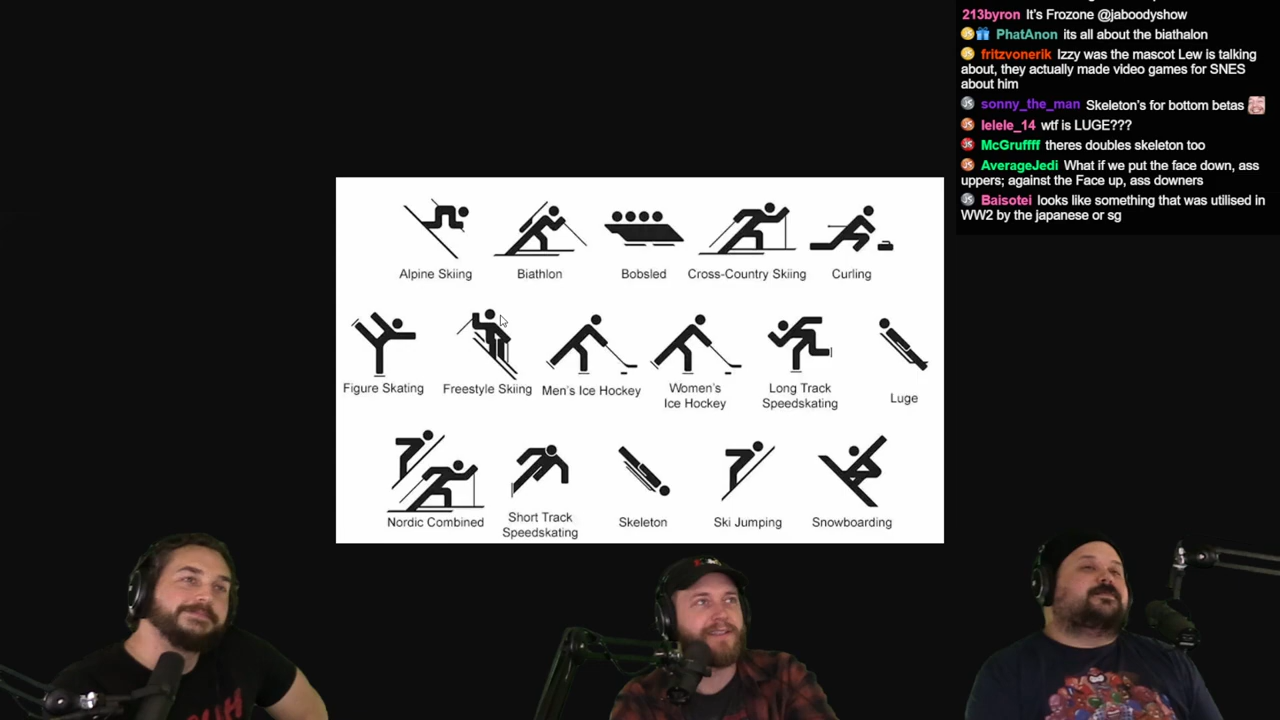 213byron It's Frozone @jaboodyshow
PhatAnon its all about the biathalon
fritzvonerik Izzy was the mascot Lew is talking
about, they actually made video games for SNES
about him
sonny_the_man Skeleton's for bottom betas
lelele_14 wtf is LUGE???
McGruffff theres doubles skeleton too
AverageJedi What if we put the face down, ass
uppers; against the Face up, ass downers
Baisotei looks like something that was utilised in
WW2 by the japanese or sg
Alpine Skiing
Biathlon
Bobsled
Cross-Country Skiing
Curling
Figure Skating
Freestyle Skiing
Men's Ice Hockey
Women's
Ice Hockey
Long Track
Speedskating
Luge
Nordic Combined
Short Track
Speedskating
Skeleton
Ski Jumping
Snowboarding